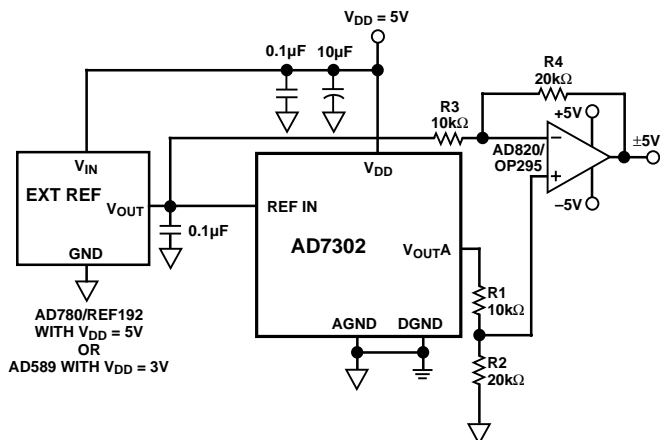 V_DD = 5V
0.1µF
10µF
R4
20kΩ
R3
10kΩ
+5V
±5V
AD820/
OP295
−
+
–5V
V_IN
EXT REF
V_OUT
GND
0.1µF
V_DD
REF IN
AD7302
V_OUTA
AGND
DGND
R1
10kΩ
R2
20kΩ
AD780/REF192
WITH V_DD = 5V
OR
AD589 WITH V_DD = 3V